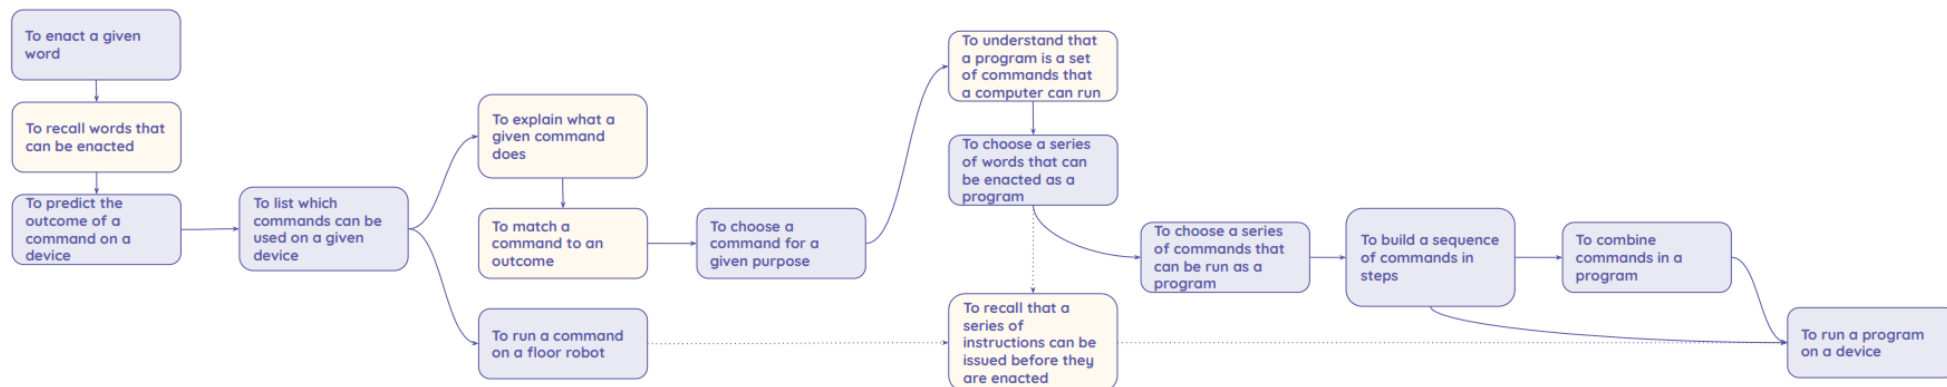 To enact a given
word
To recall words that
can be enacted
To predict the
outcome of a
command on a
device
To list which
commands can be
used on a given
device
To explain what a
given command
does
To match a
command to an
outcome
To run a command
on a floor robot
To choose a
command for a
given purpose
To understand that
a program is a set
of commands that
a computer can run
To choose a series
of words that can
be enacted as a
program
To recall that a
series of
instructions can be
issued before they
are enacted
To choose a series
of commands that
can be run as a
program
To build a sequence
of commands in
steps
To combine
commands in a
program
To run a program
on a device